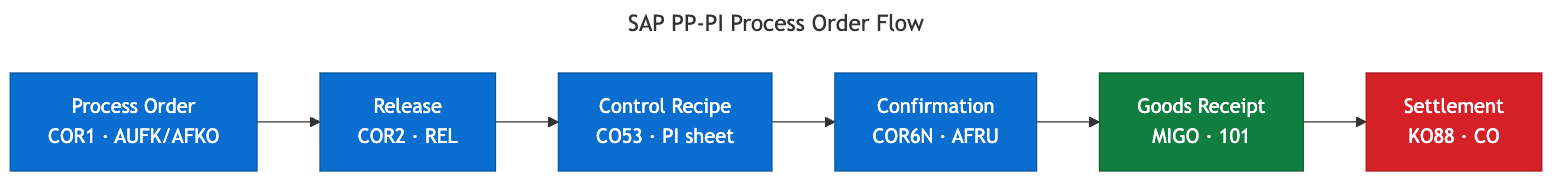 SAP PP-PI Process Order Flow
Process Order
COR1 · AUFK/AFKO
Release
COR2 · REL
Control Recipe
CO53 · PI sheet
Confirmation
COR6N · AFRU
Goods Receipt
MIGO · 101
Settlement
KO88 · CO